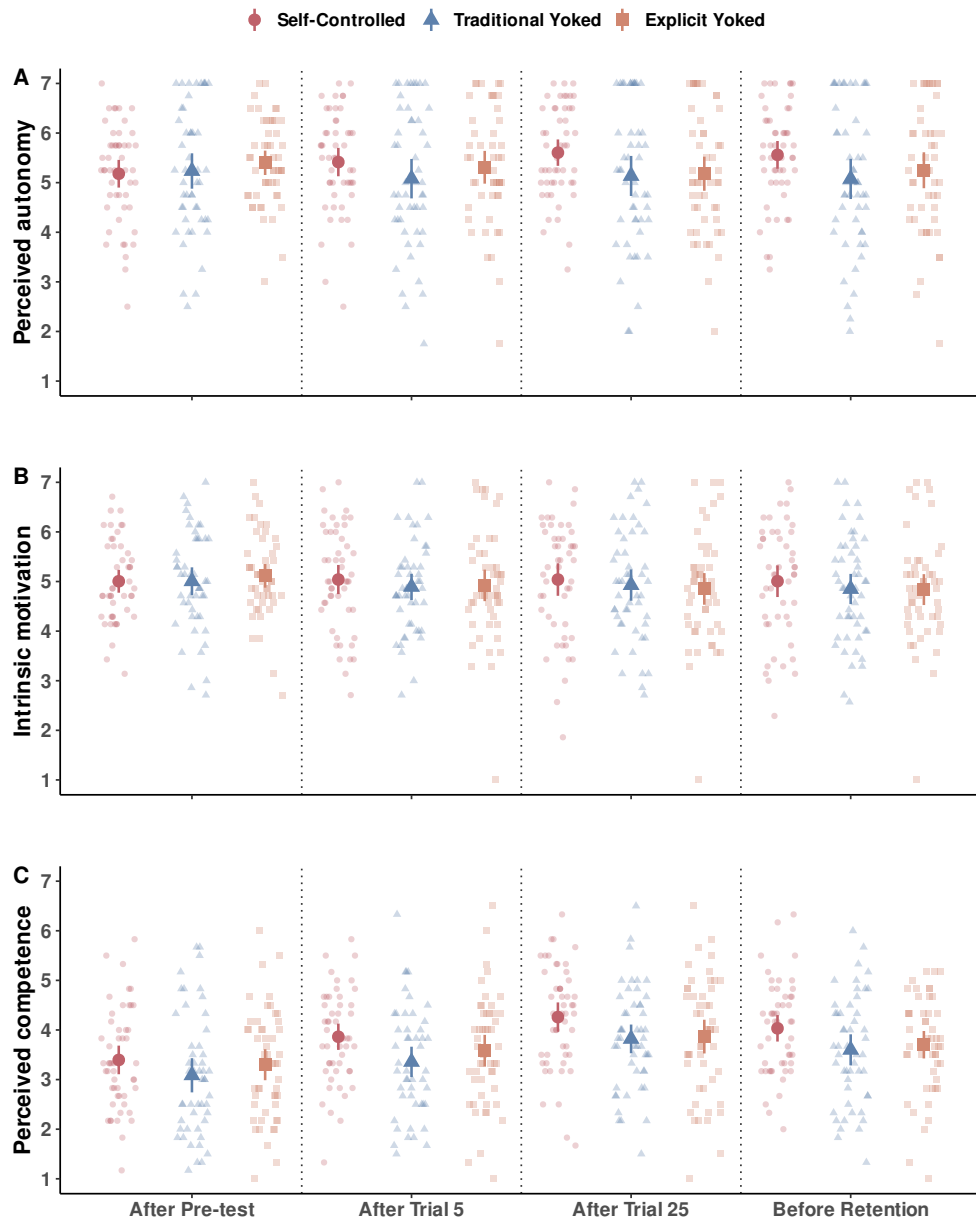 Self-Controlled Traditional Yoked Explicit Yoked
A
Perceived autonomy
7
6
5
4
3
2
1
B
Intrinsic motivation
7
6
5
4
3
2
1
C
Perceived competence
7
6
5
4
3
2
1
After Pre-test After Trial 5 After Trial 25 Before Retention